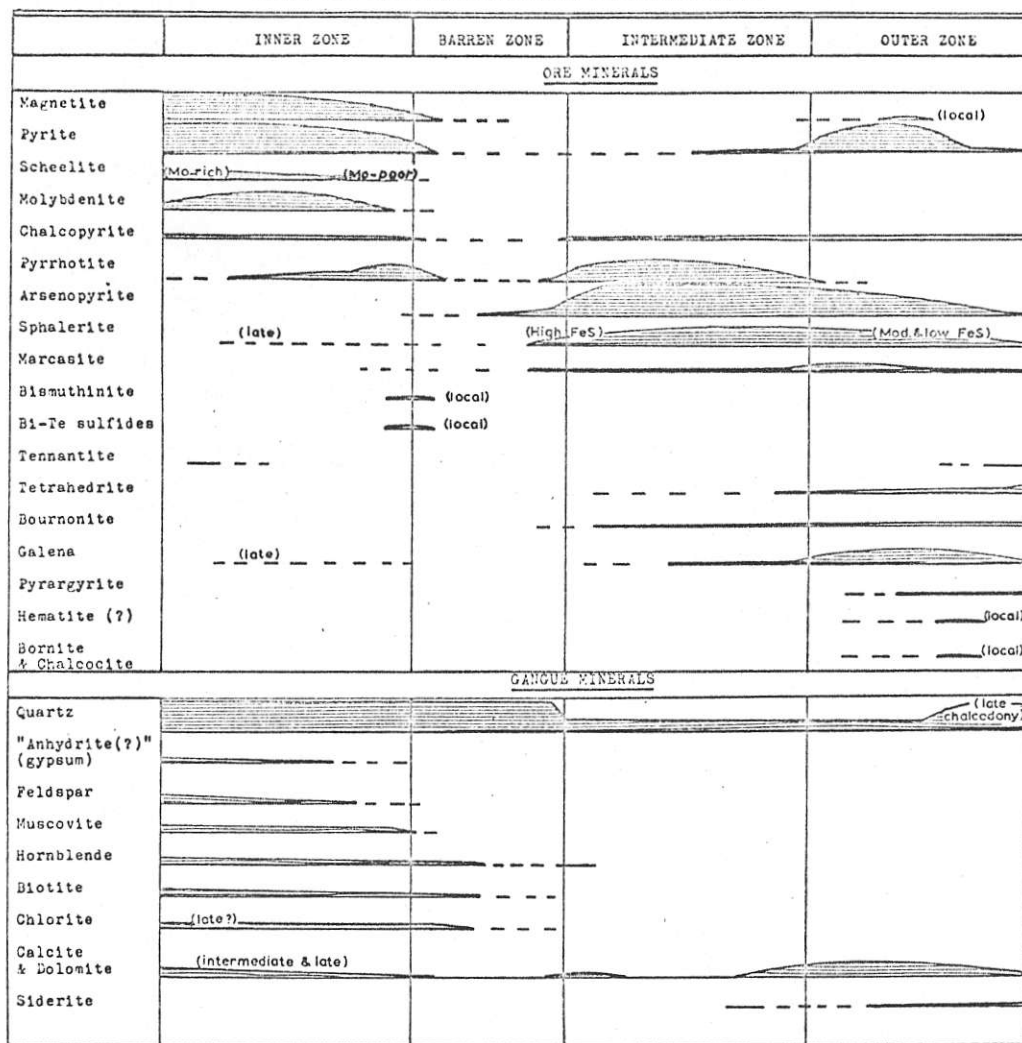 INNER ZONE BARREN ZONE INTERMEDIATE ZONE OUTER ZONE
ORE MINERALS
Magnetite (local)
Pyrite
Scheelite (Mo-rich) (Mo-poor)
Molybdenite
Chalcopyrite
Pyrrhotite
Arsenopyrite
Sphalerite (late) (High FeS) (Mod. & low FeS)
Marcasite
Bismuthinite (local)
Bi-Te sulfides (local)
Tennantite
Tetrahedrite
Bournonite
Galena (late)
Pyrargyrite
Hematite (?) (local)
Bornite
& Chalcocite (local)
GANGUE MINERALS
Quartz (late
chalcedony)
"Anhydrite(?)"
(gypsum)
Feldspar
Muscovite
Hornblende
Biotite
Chlorite (late?)
Calcite
& Dolomite (intermediate & late)
Siderite